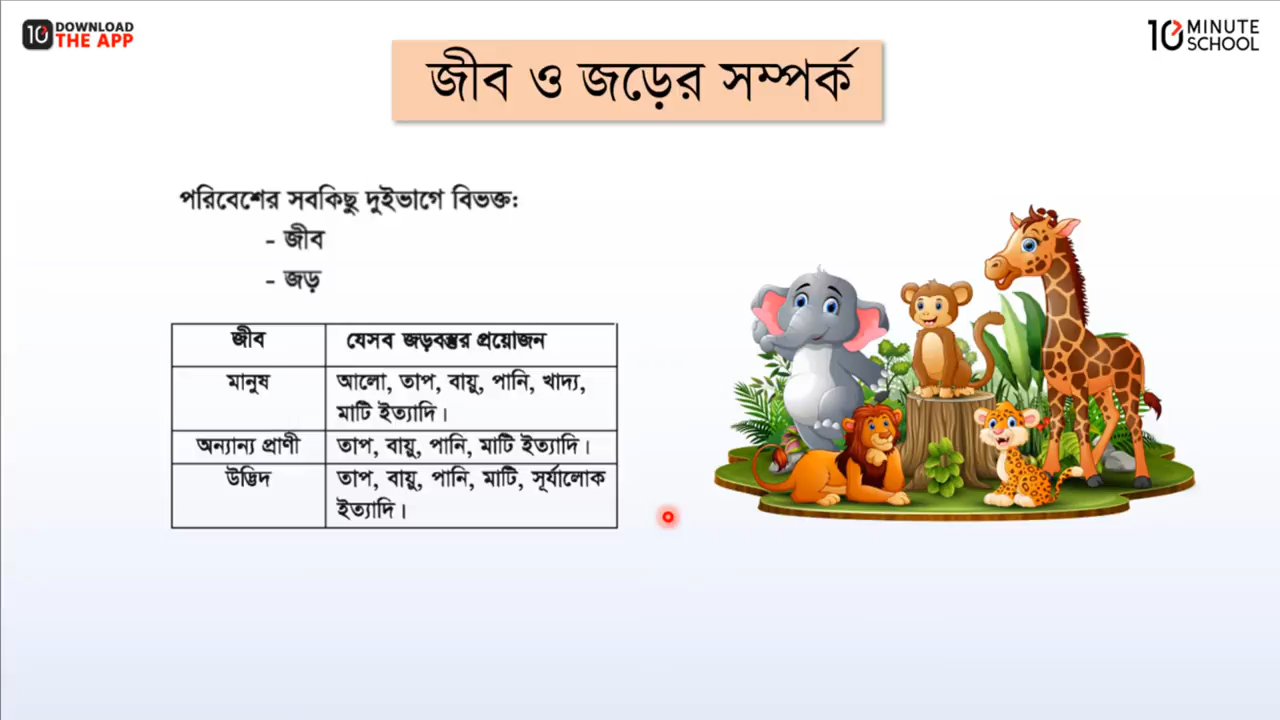 DOWNLOAD
THE APP
10 MINUTE
SCHOOL
জীব ও জড়ের সম্পর্ক
পরিবেশের সবকিছু দুইভাগে বিভক্ত:
- জীব
- জড়
জীব যেসব জড়বস্তুর প্রয়োজন
মানুষ আলো, তাপ, বায়ু, পানি, খাদ্য,
মাটি ইত্যাদি।
অন্যান্য প্রাণী তাপ, বায়ু, পানি, মাটি ইত্যাদি।
উদ্ভিদ তাপ, বায়ু, পানি, মাটি, সূর্যালোক
ইত্যাদি।